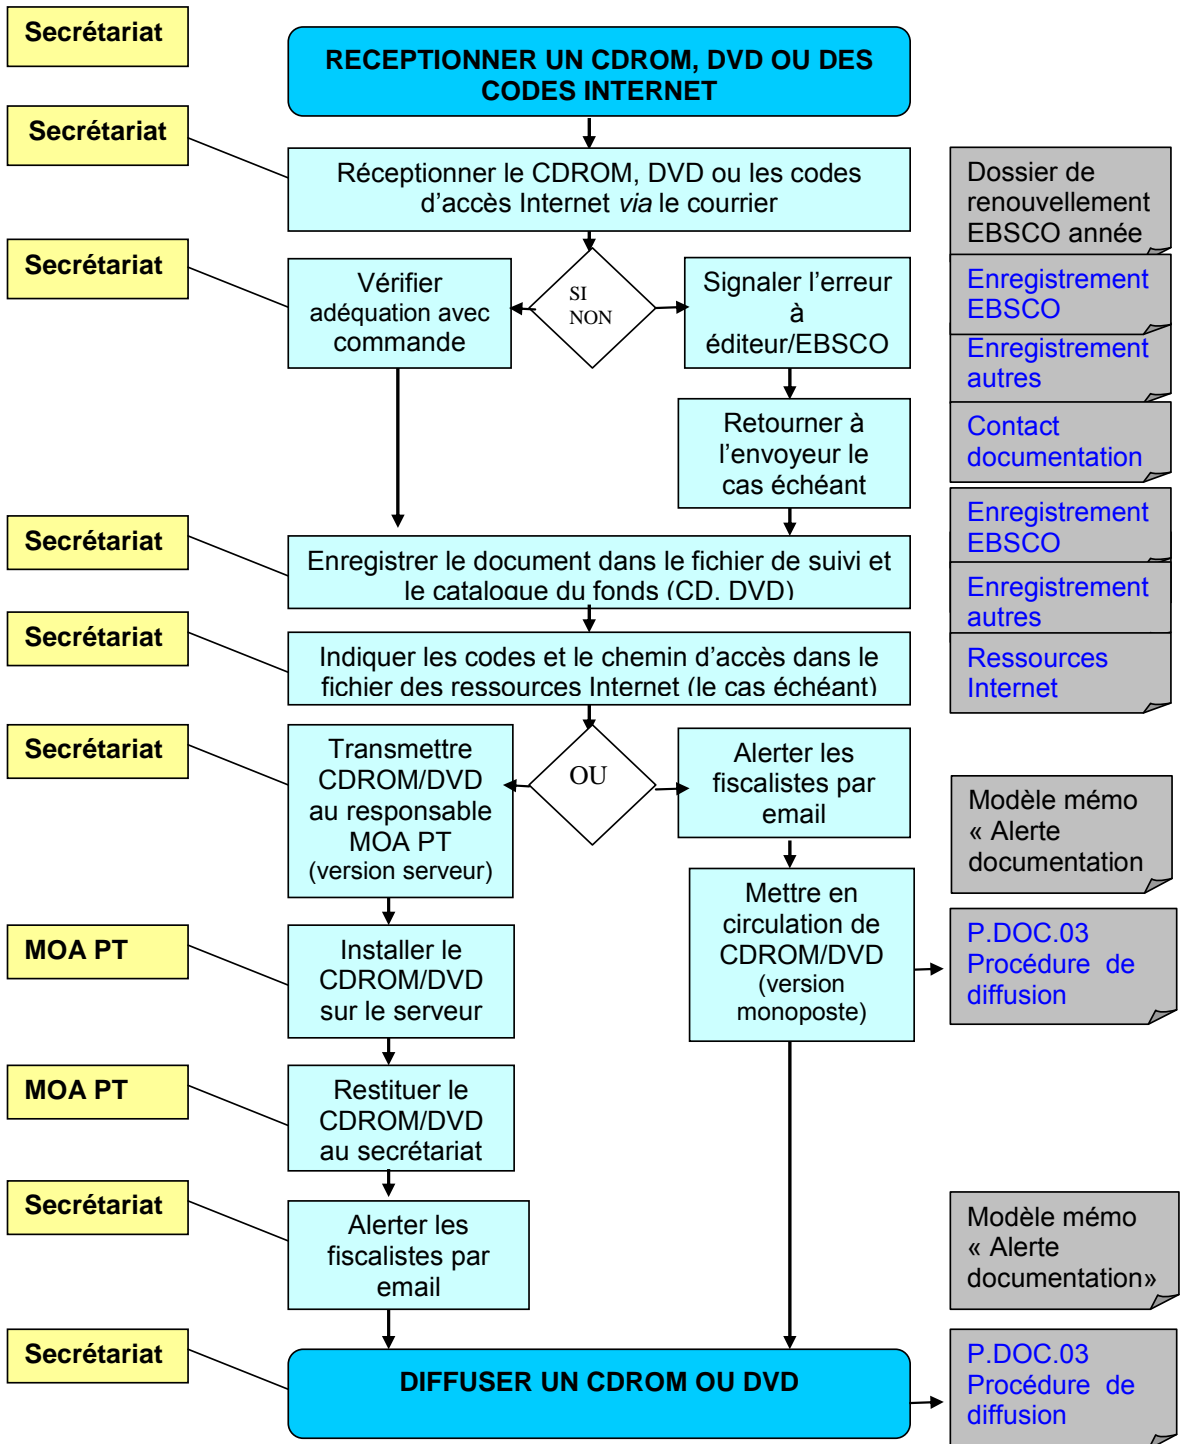 Secrétariat
RECEPTIONNER UN CDROM, DVD OU DES
CODES INTERNET
Secrétariat
Réceptionner le CDROM, DVD ou les codes
d'accès Internet via le courrier
Dossier de
renouvellement
EBSCO année
Secrétariat
Vérifier
adéquation avec
commande
SI
NON
Signaler l'erreur
à
éditeur/EBSCO
Enregistrement
EBSCO
Enregistrement
autres
Retourner à
l'envoyeur le
cas échéant
Contact
documentation
Secrétariat
Enregistrer le document dans le fichier de suivi et
le catalogue du fonds (CD, DVD)
Enregistrement
EBSCO
Enregistrement
autres
Secrétariat
Indiquer les codes et le chemin d'accès dans le
fichier des ressources Internet (le cas échéant)
Ressources
Internet
Secrétariat
Transmettre
CDROM/DVD
au responsable
MOA PT
(version serveur)
OU
Alerter les
fiscalistes par
email
Modèle mémo
« Alerte
documentation
Mettre en
circulation de
CDROM/DVD
(version
monoposte)
P.DOC.03
Procédure de
diffusion
MOA PT
Installer le
CDROM/DVD
sur le serveur
MOA PT
Restituer le
CDROM/DVD
au secrétariat
Secrétariat
Alerter les
fiscalistes par
email
Modèle mémo
« Alerte
documentation»
Secrétariat
DIFFUSER UN CDROM OU DVD
P.DOC.03
Procédure de
diffusion